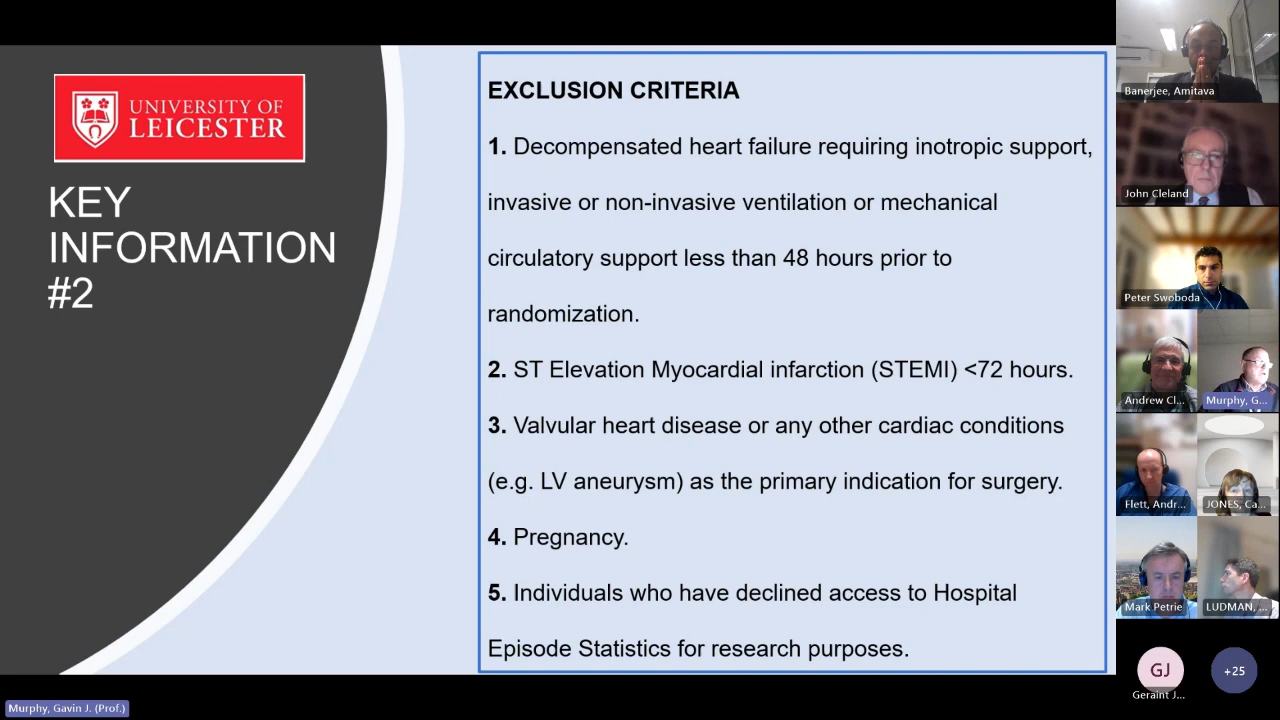 UNIVERSITY OF
LEICESTER
KEY
INFORMATION
#2
EXCLUSION CRITERIA
1. Decompensated heart failure requiring inotropic support,
invasive or non-invasive ventilation or mechanical
circulatory support less than 48 hours prior to
randomization.
2. ST Elevation Myocardial infarction (STEMI) <72 hours.
3. Valvular heart disease or any other cardiac conditions
(e.g. LV aneurysm) as the primary indication for surgery.
4. Pregnancy.
5. Individuals who have declined access to Hospital
Episode Statistics for research purposes.
Banerjee, Amitava
John Cleland
Peter Swoboda
Andrew Cl...
Murphy, G...
Flett, Andr...
JONES, Ca...
Mark Petrie
LUDMAN, ...
GJ
Geraint J...
+25
Murphy, Gavin J. (Prof.)